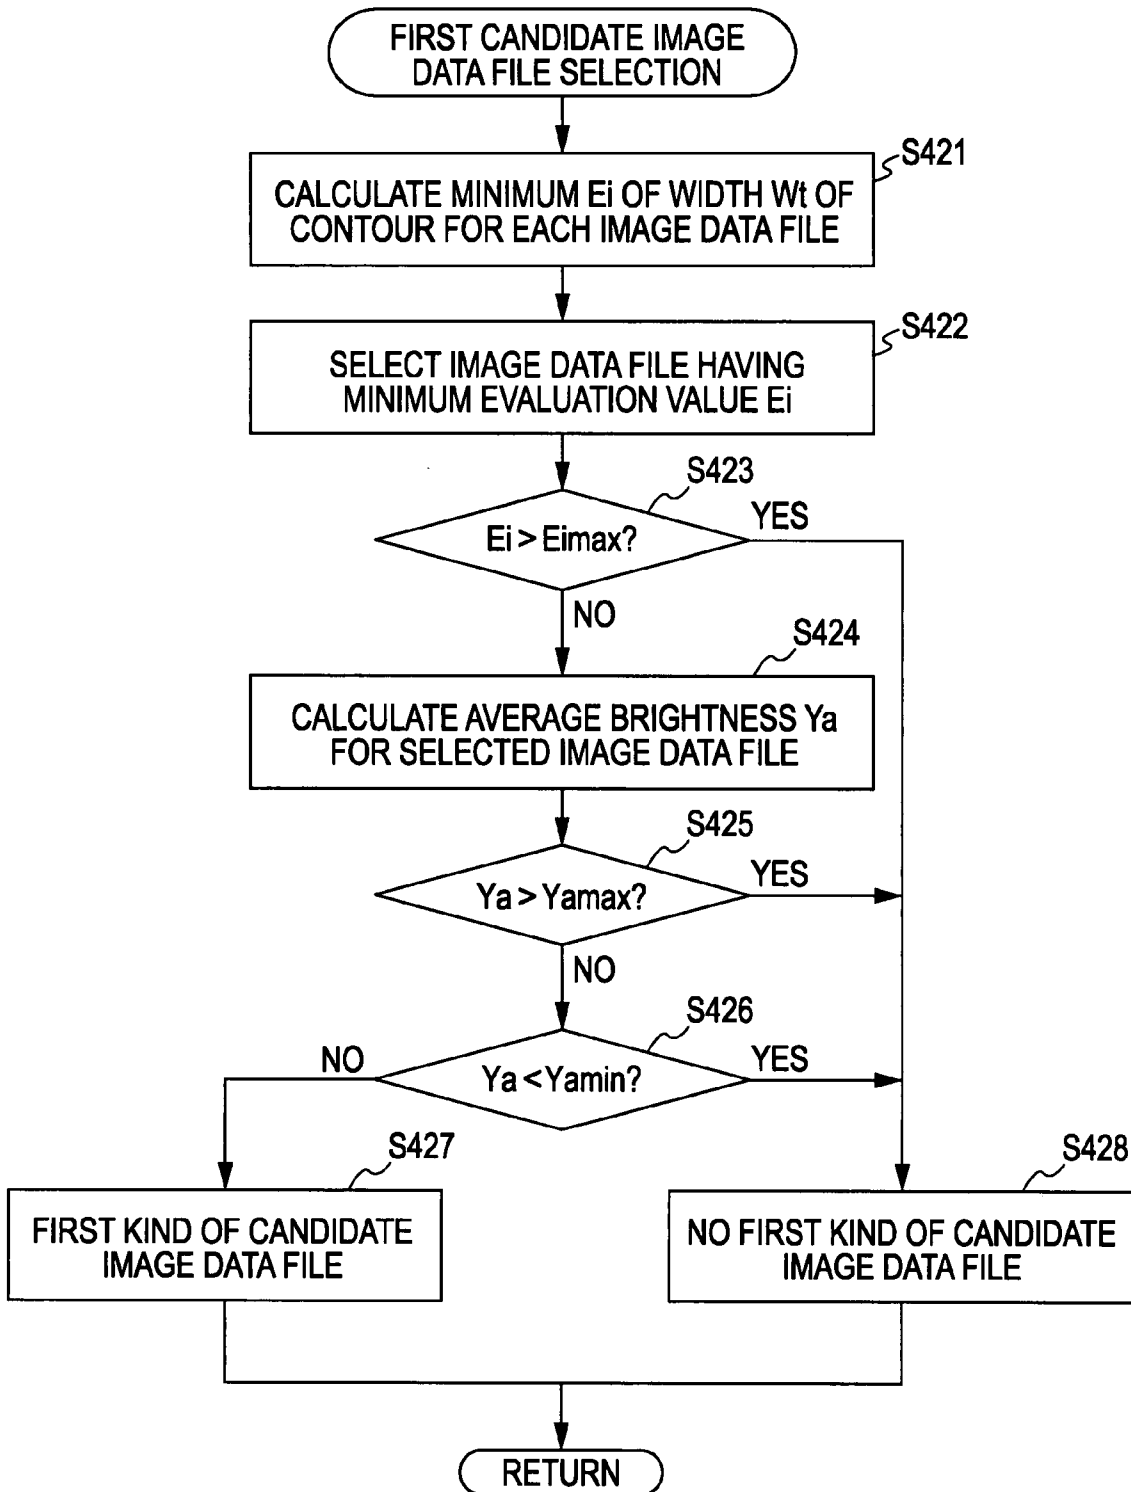 FIRST CANDIDATE IMAGE
DATA FILE SELECTION
S421
CALCULATE MINIMUM Ei OF WIDTH Wt OF
CONTOUR FOR EACH IMAGE DATA FILE
S422
SELECT IMAGE DATA FILE HAVING
MINIMUM EVALUATION VALUE Ei
S423
Ei > Eimax?
YES
NO
S424
CALCULATE AVERAGE BRIGHTNESS Ya
FOR SELECTED IMAGE DATA FILE
S425
Ya > Yamax?
YES
NO
S426
Ya < Yamin?
NO
YES
S427
FIRST KIND OF CANDIDATE
IMAGE DATA FILE
S428
NO FIRST KIND OF CANDIDATE
IMAGE DATA FILE
RETURN